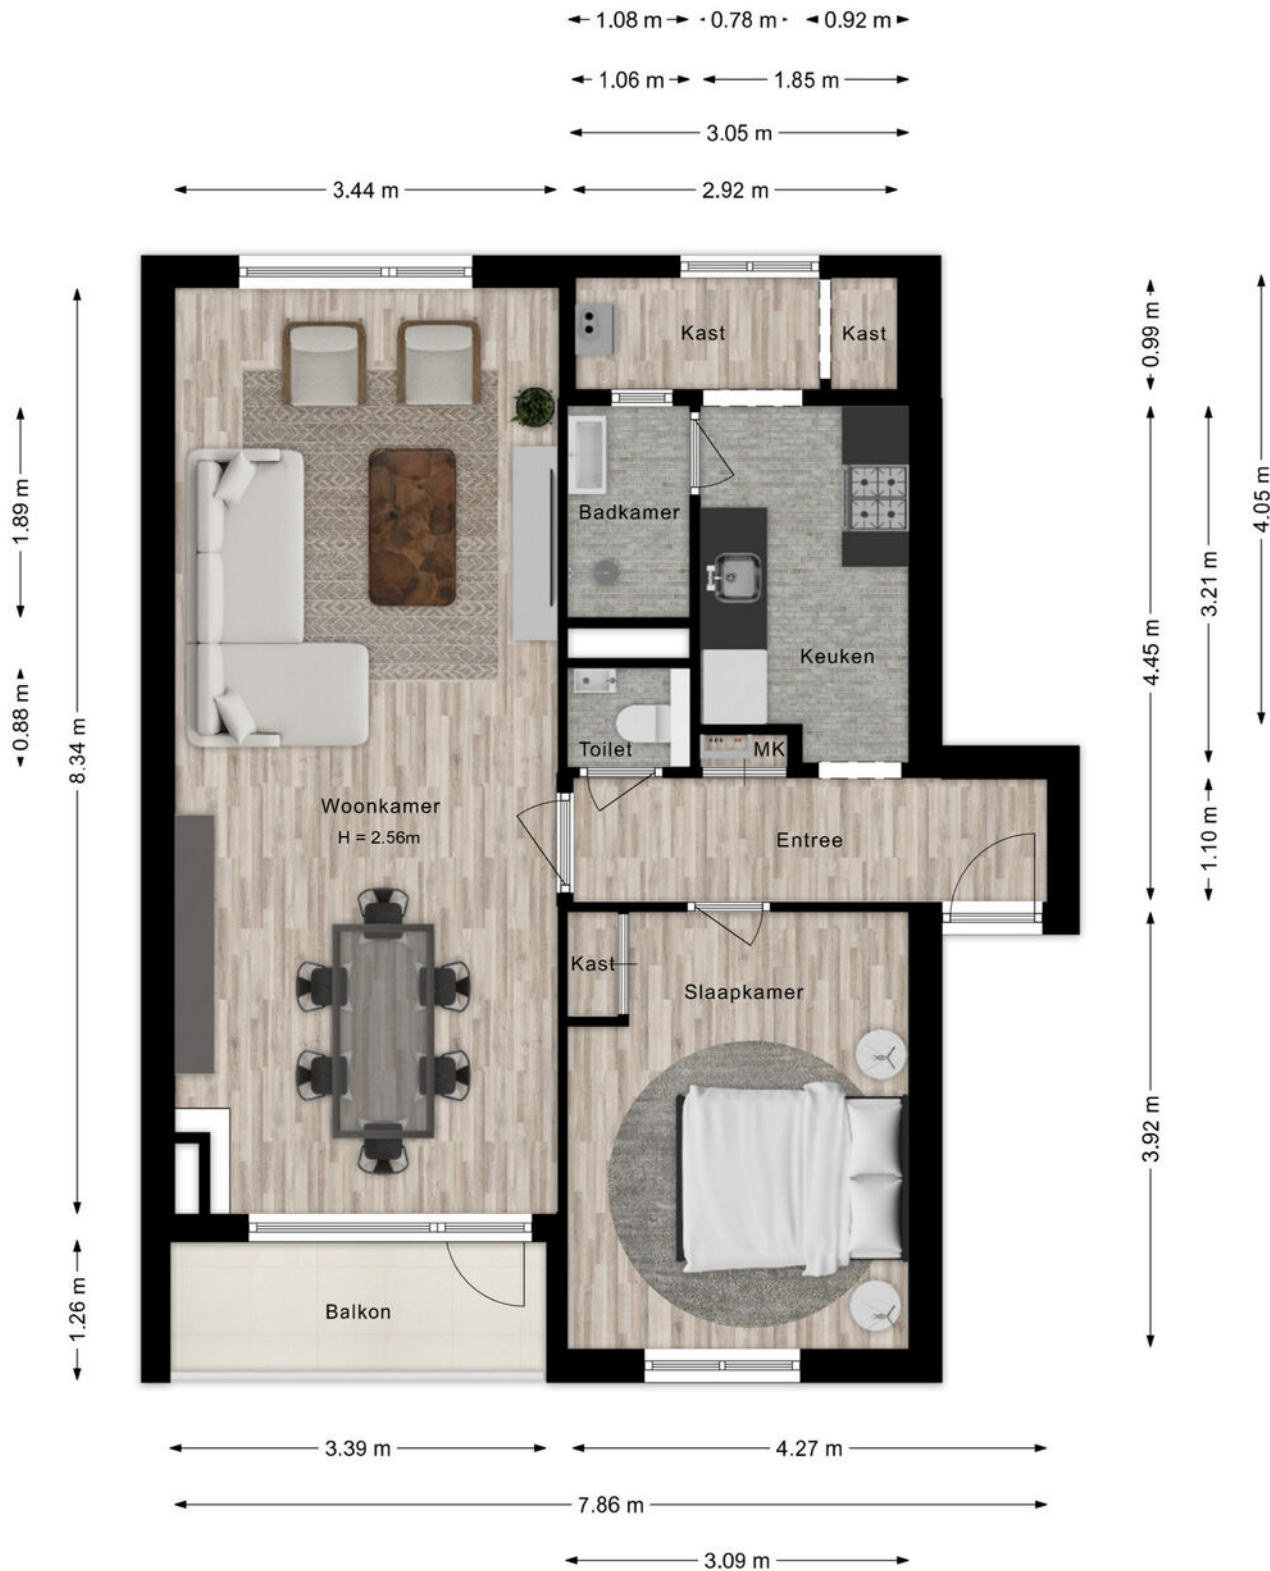 1.08 m 0.78 m 0.92 m
1.06 m 1.85 m
3.05 m
3.44 m 2.92 m
Kast Kast
0.99 m
4.05 m
1.89 m
Badkamer
3.21 m
Keuken
4.45 m
0.88 m
8.34 m
Toilet MK
Woonkamer
H = 2.56m
Entree
1.10 m
Kast
Slaapkamer
3.92 m
1.26 m
Balkon
3.39 m 4.27 m
7.86 m
3.09 m